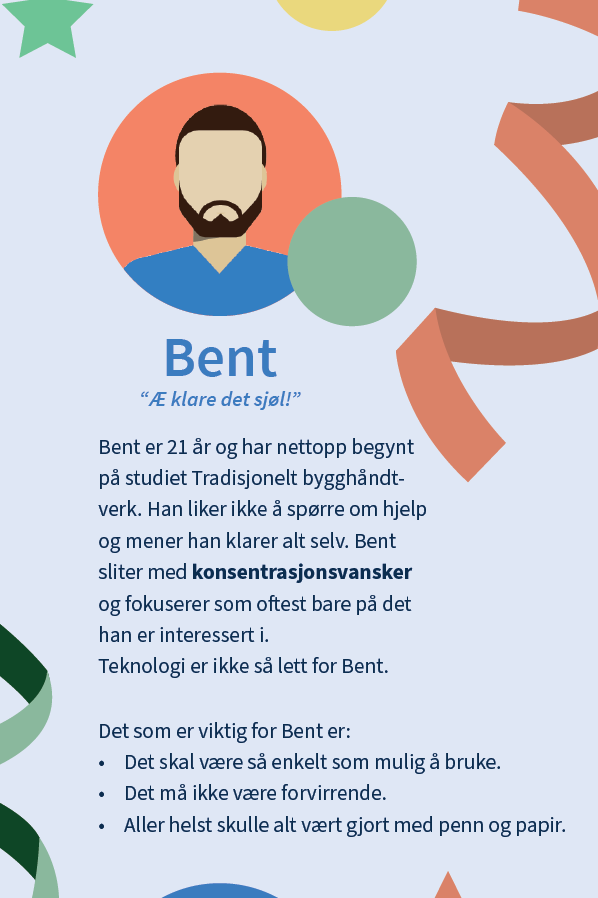 Bent
“Æ klare det sjøl!”
Bent er 21 år og har nettopp begynt
på studiet Tradisjonelt bygghåndt-
verk. Han liker ikke å spørre om hjelp
og mener han klarer alt selv. Bent
sliter med konsentrasjonsvansker
og fokuserer som oftest bare på det
han er interessert i.
Teknologi er ikke så lett for Bent.
Det som er viktig for Bent er:
• Det skal være så enkelt som mulig å bruke.
• Det må ikke være forvirrende.
• Aller helst skulle alt vært gjort med penn og papir.